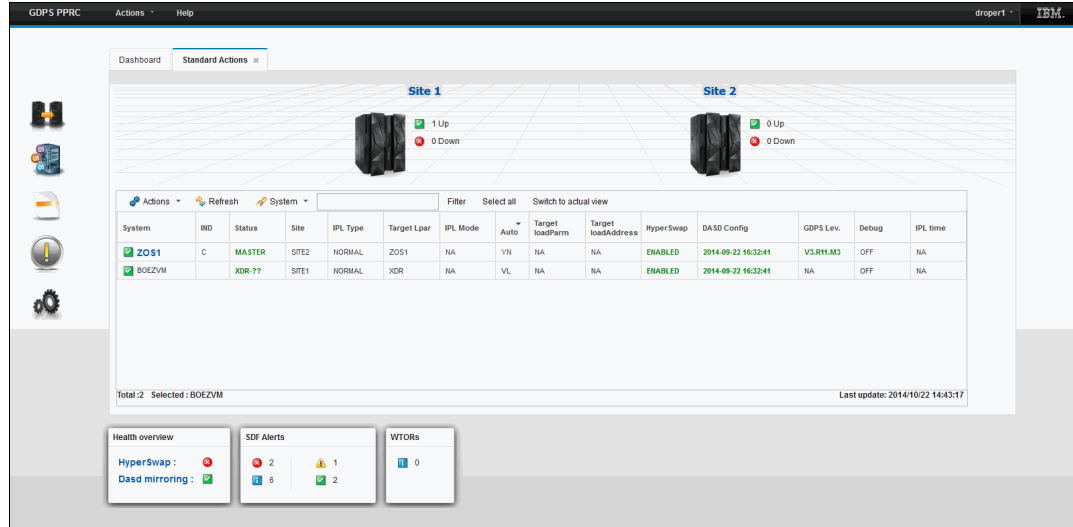 GDPS PPRC Actions Help droper1 IBM.
Dashboard Standard Actions ×
Site 1 Site 2
1 Up 0 Up
0 Down 0 Down
Actions Refresh System Filter Select all Switch to actual view
System IND Status Site IPL Type Target Lpar IPL Mode Auto Target loadParm Target loadAddress HyperSwap DASD Config GDPS Lev. Debug IPL time
ZOS1 C MASTER SITE2 NORMAL ZOS1 NA YN NA NA ENABLED 2014-09-22 16:32:41 V3.R11.M3 OFF NA
BOEZVM XDR-?? SITE1 NORMAL XDR NA VL NA NA ENABLED 2014-09-22 16:32:41 NA OFF NA
Total :2 Selected : BOEZVM Last update: 2014/10/22 14:43:17
Health overview SDF Alerts WTORs
HyperSwap : 2 1 0
Dasd mirroring : 6 2